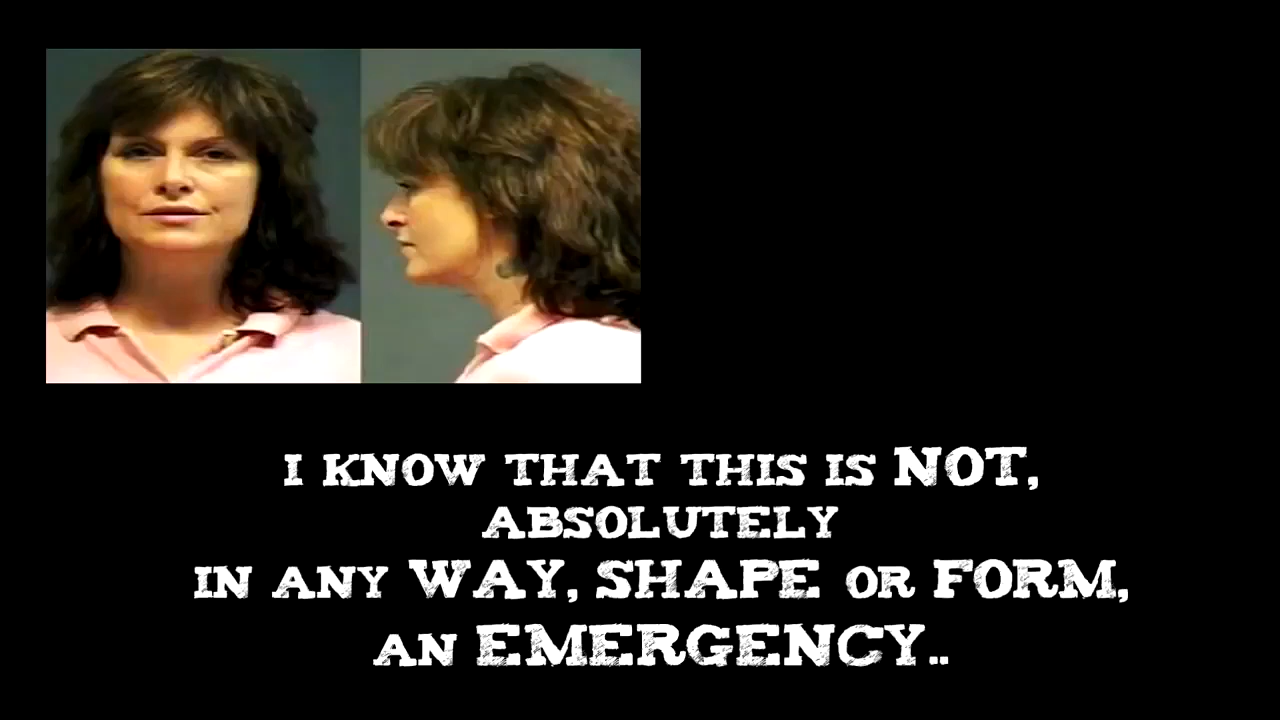 I KNOW THAT THIS IS NOT,
ABSOLUTELY
IN ANY WAY, SHAPE OR FORM,
AN EMERGENCY..